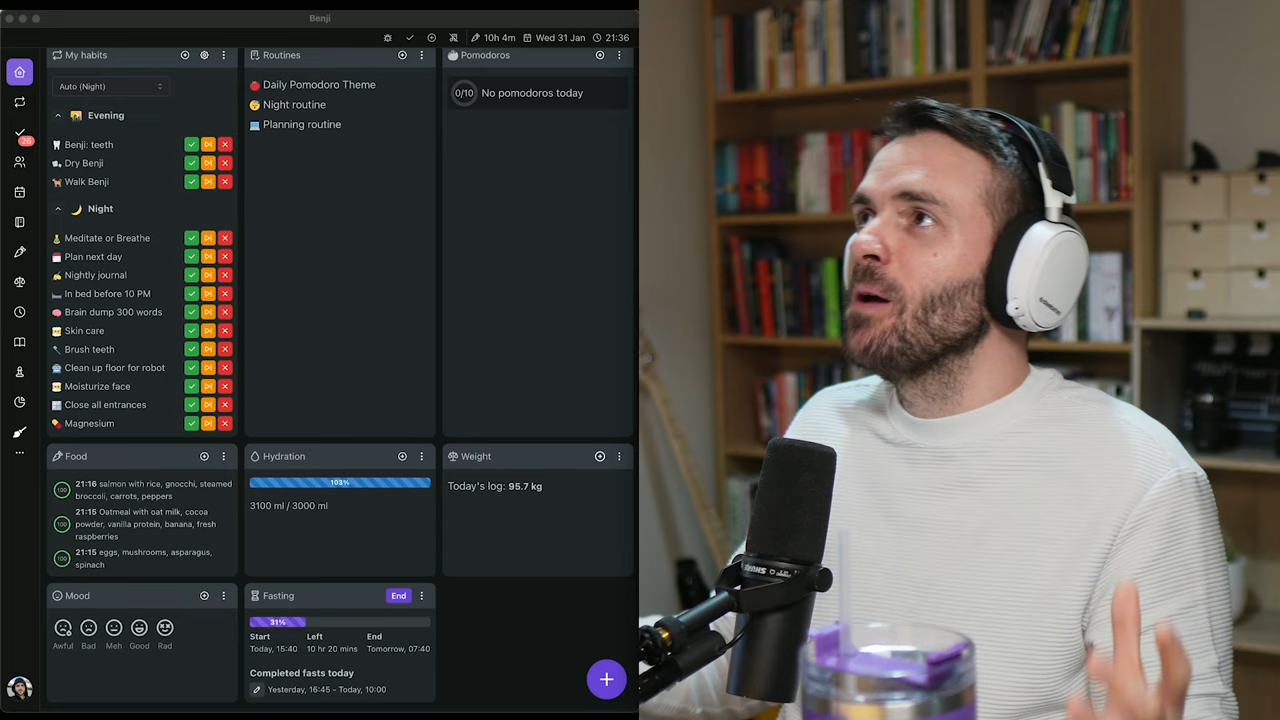 Benji
10h 4m
Wed 31 Jan
21:36
26
My habits
Auto (Night)
Evening
Benji: teeth
Dry Benji
Walk Benji
Night
Meditate or Breathe
Plan next day
Nightly journal
In bed before 10 PM
Brain dump 300 words
Skin care
Brush teeth
Clean up floor for robot
Moisturize face
Close all entrances
Magnesium
Routines
Daily Pomodoro Theme
Night routine
Planning routine
Pomodoros
0/10 No pomodoros today
Food
100
21:16 salmon with rice, gnocchi, steamed
broccoli, carrots, peppers
100
21:15 Oatmeal with oat milk, cocoa
powder, vanilla protein, banana, fresh
raspberries
100
21:15 eggs, mushrooms, asparagus,
spinach
Hydration
103%
3100 ml / 3000 ml
Weight
Today's log: 95.7 kg
Mood
Awful Bad Meh Good Rad
Fasting
End
31%
Start Left End
Today, 15:40 10 hr 20 mins Tomorrow, 07:40
Completed fasts today
Yesterday, 16:45 – Today, 10:00
SHURE